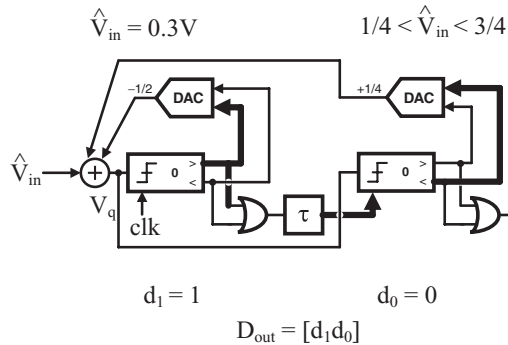 V̂in = 0.3V
1/4 < V̂in < 3/4
−1/2
DAC
+1/4
DAC
V̂in
+
0
>
<
0
>
<
Vq
clk
τ
d1 = 1
d0 = 0
Dout = [d1d0]